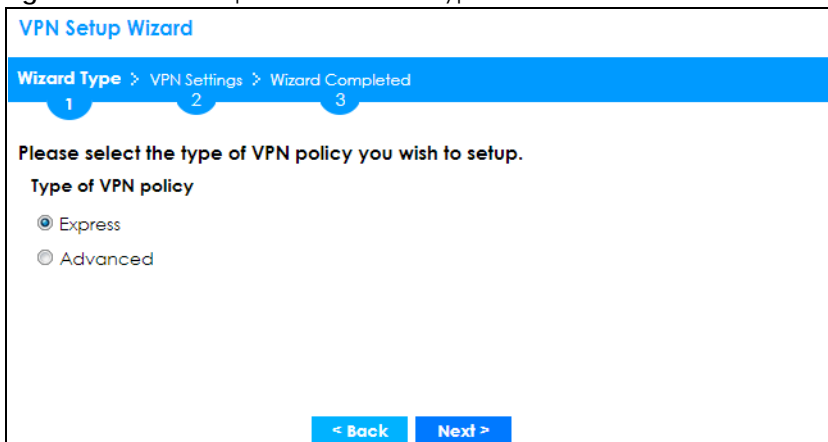 VPN Setup Wizard
Wizard Type > VPN Settings > Wizard Completed
1 2 3
Please select the type of VPN policy you wish to setup.
Type of VPN policy
Express
Advanced
< Back Next >